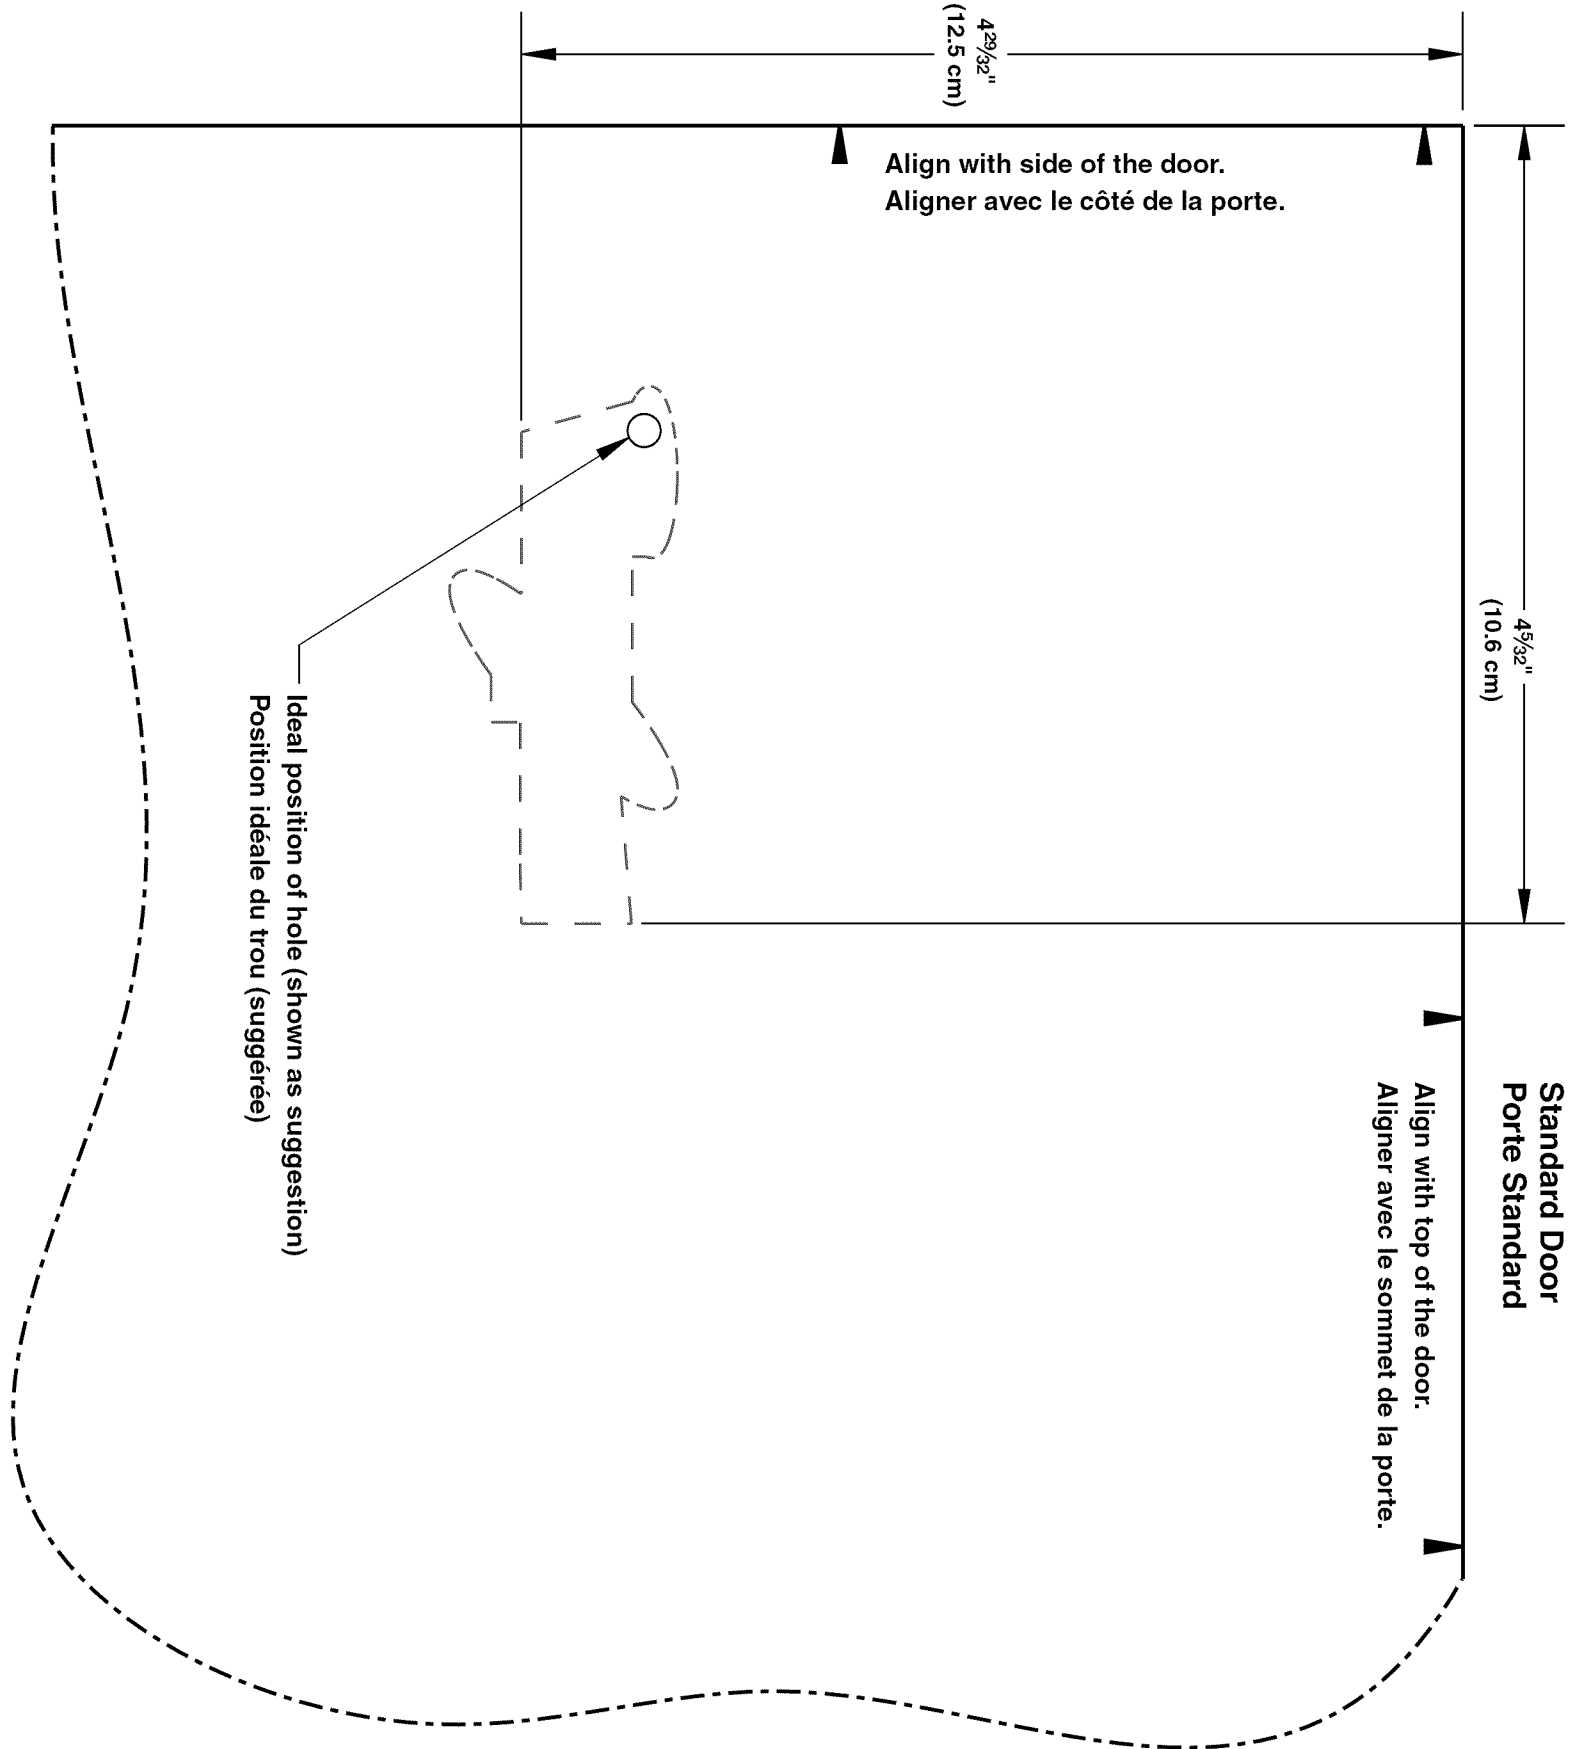 4 29/32"
(12.5 cm)
Align with side of the door.
Aligner avec le côté de la porte.
4 5/32"
(10.6 cm)
Standard Door
Porte Standard
Align with top of the door.
Aligner avec le sommet de la porte.
Ideal position of hole (shown as suggestion)
Position idéale du trou (suggérée)